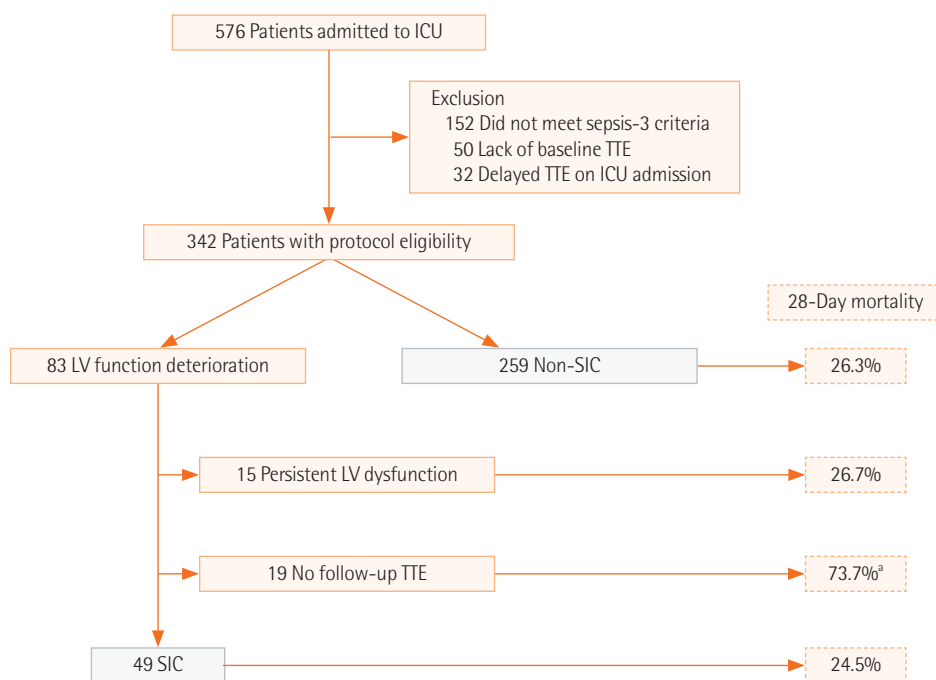 576 Patients admitted to ICU
Exclusion
152 Did not meet sepsis-3 criteria
50 Lack of baseline TTE
32 Delayed TTE on ICU admission
342 Patients with protocol eligibility
28-Day mortality
83 LV function deterioration
259 Non-SIC
26.3%
15 Persistent LV dysfunction
26.7%
19 No follow-up TTE
73.7%ᵃ
49 SIC
24.5%